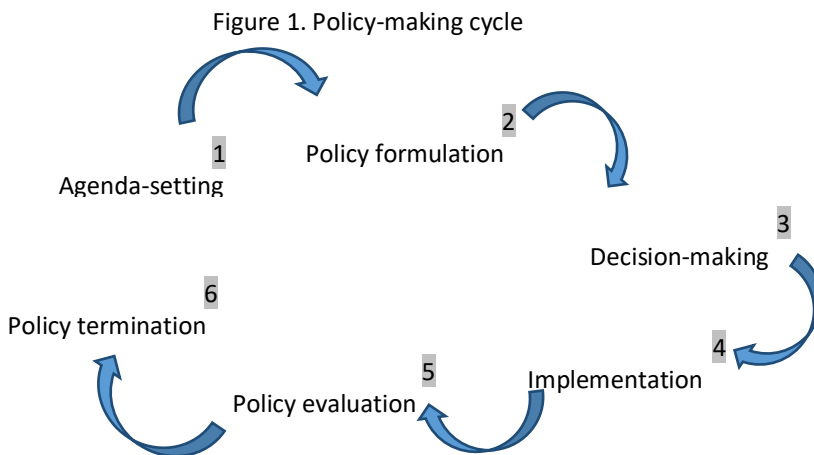 Figure 1. Policy-making cycle
1
Agenda-setting
2
Policy formulation
3
Decision-making
4
Implementation
5
Policy evaluation
6
Policy termination